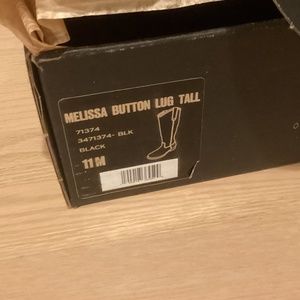 MELISSA BUTTON LUG TALL
71374
3471374- BLK
BLACK
11 M